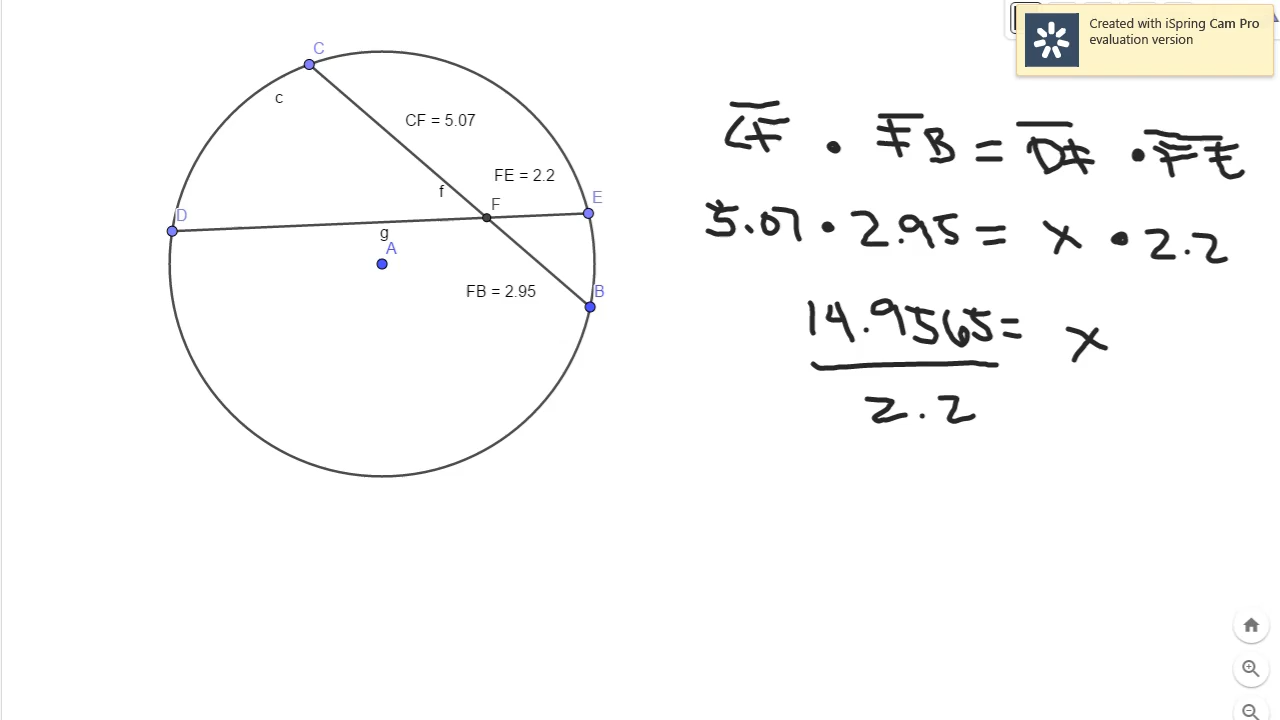 Created with iSpring Cam Pro
evaluation version
C
c
CF = 5.07
FE = 2.2
f
F
E
D
g
A
FB = 2.95
B
CF · FB = DF · FE
5.07 · 2.95 = x · 2.2
14.9565 = x
2.2